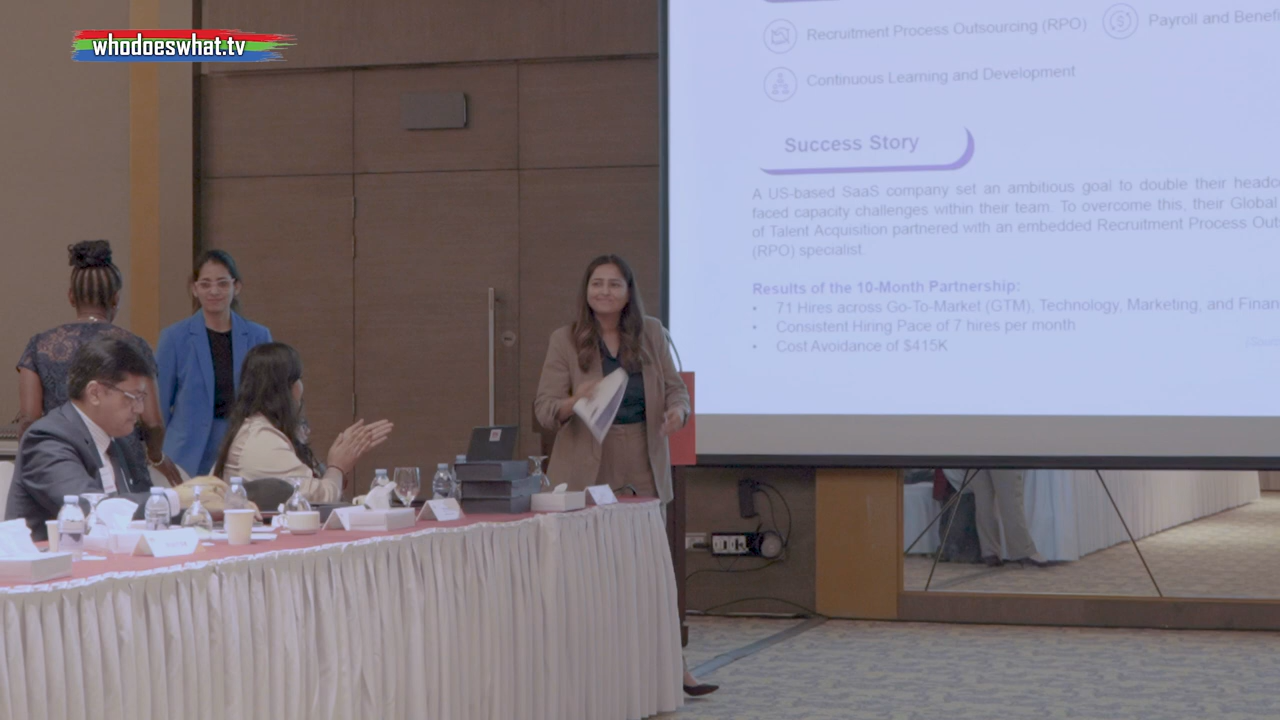 whodoeswhat.tv
Recruitment Process Outsourcing (RPO)
Payroll and Benefi
Continuous Learning and Development
Success Story
A US-based SaaS company set an ambitious goal to double their headc
faced capacity challenges within their team. To overcome this, their Global
of Talent Acquisition partnered with an embedded Recruitment Process Out
(RPO) specialist.
Results of the 10-Month Partnership:
• 71 Hires across Go-To-Market (GTM), Technology, Marketing, and Finan
• Consistent Hiring Pace of 7 hires per month
• Cost Avoidance of $415K